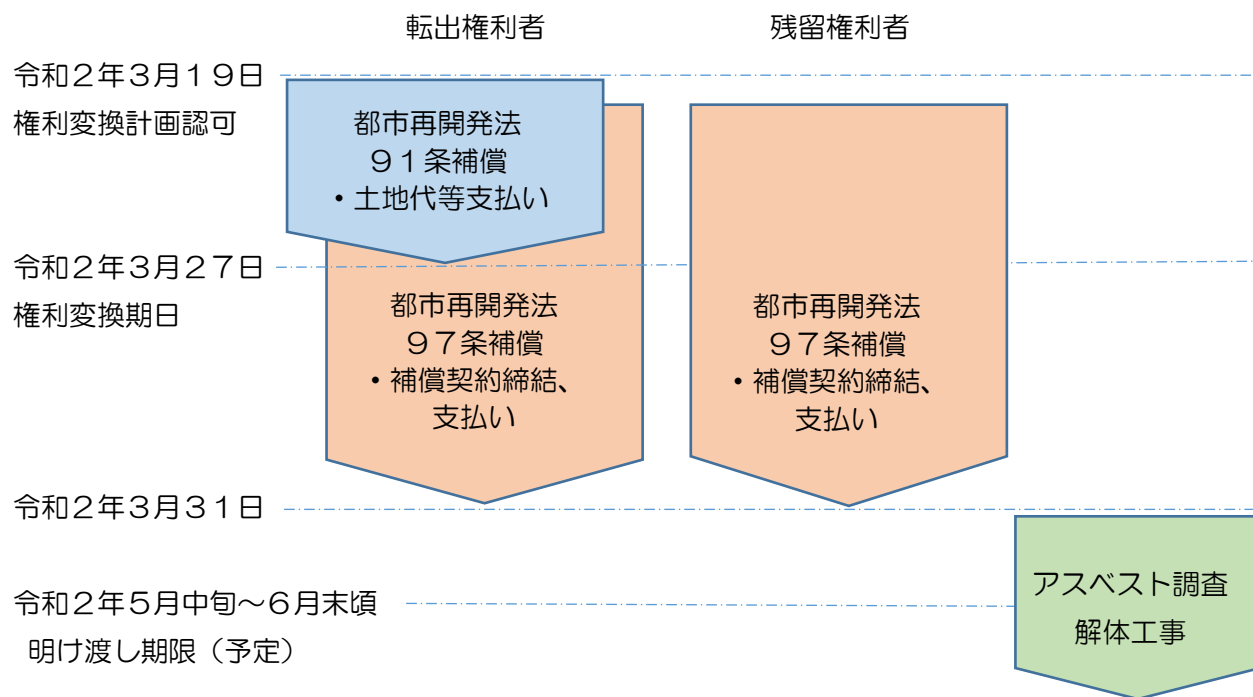 転出権利者
残留権利者
令和２年３月１９日
権利変換計画認可
都市再開発法
９１条補償
・土地代等支払い
令和２年３月２７日
権利変換期日
都市再開発法
９７条補償
・補償契約締結、
支払い
都市再開発法
９７条補償
・補償契約締結、
支払い
令和２年３月３１日
令和２年５月中旬～６月末頃
明け渡し期限（予定）
アスベスト調査
解体工事